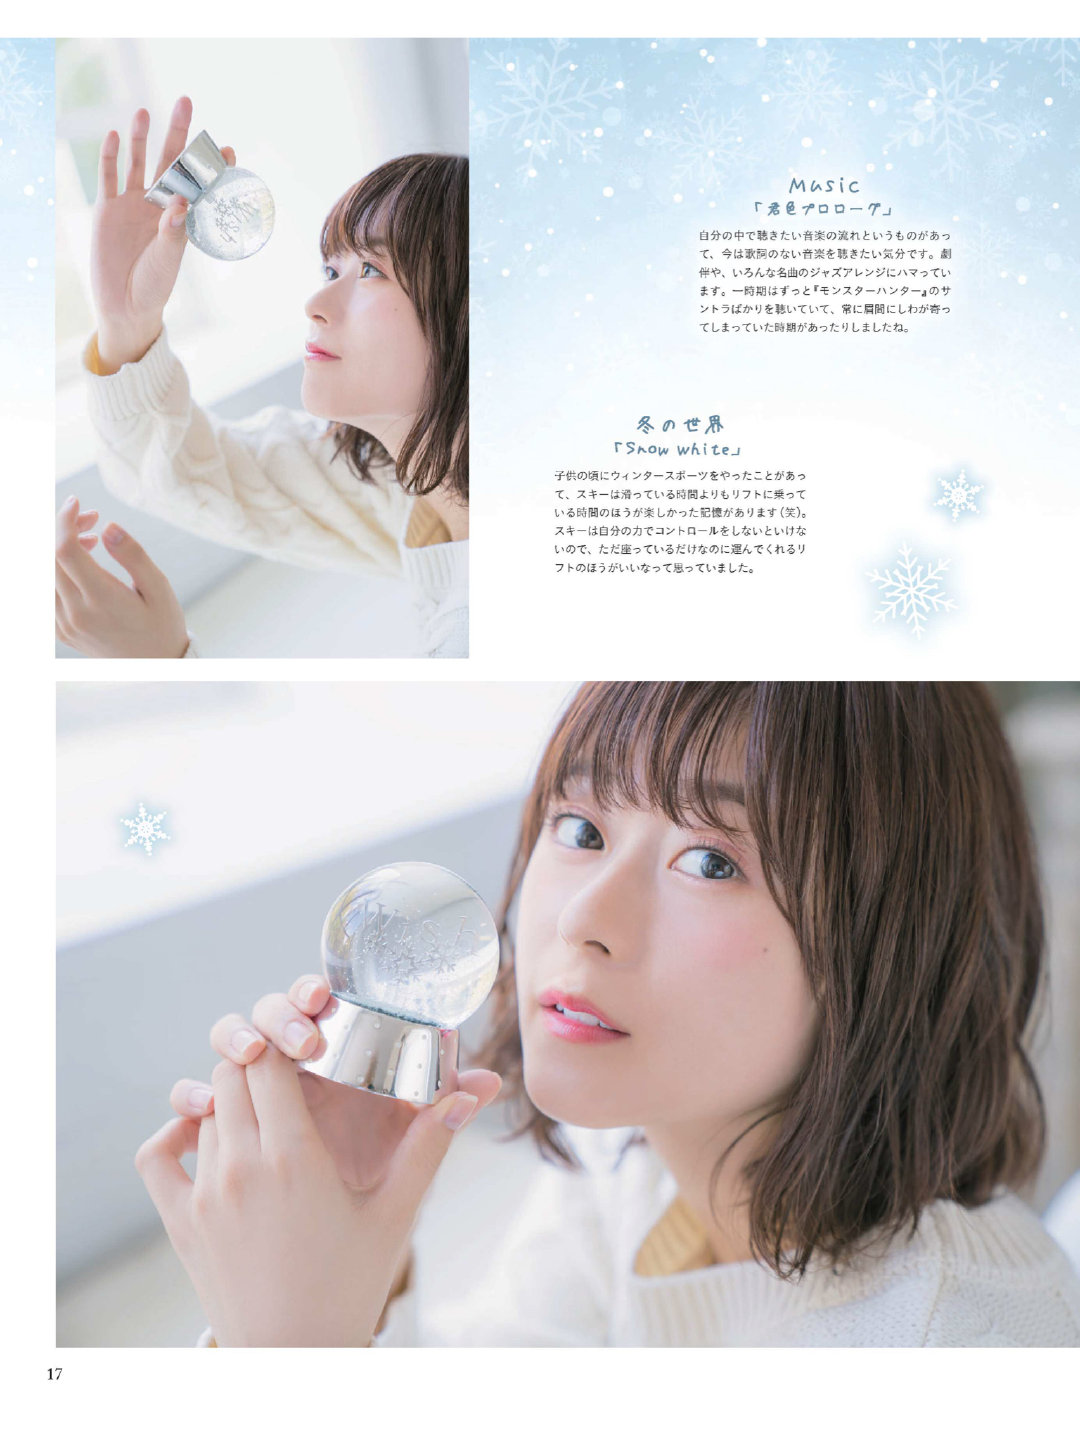 Music
「君色プロローグ」
自分の中で聴きたい音楽の流れというものがあっ
て、今は歌詞のない音楽を聴きたい気分です。劇
伴や、いろんな名曲のジャズアレンジにハマってい
ます。一時期はずっと『モンスターハンター』のサ
ントラばかりを聴いていて、常に眉間にしわが寄っ
てしまっていた時期があったりしましたね。
冬の世界
「Snow White」
子供の頃にウィンタースポーツをやったことがあっ
て、スキーは滑っている時間よりもリフトに乗って
いる時間のほうが楽しかった記憶があります（笑）。
スキーは自分の力でコントロールをしないといけな
いので、ただ座っているだけなのに運んでくれるリ
フトのほうがいいなって思っていました。
Wish
17